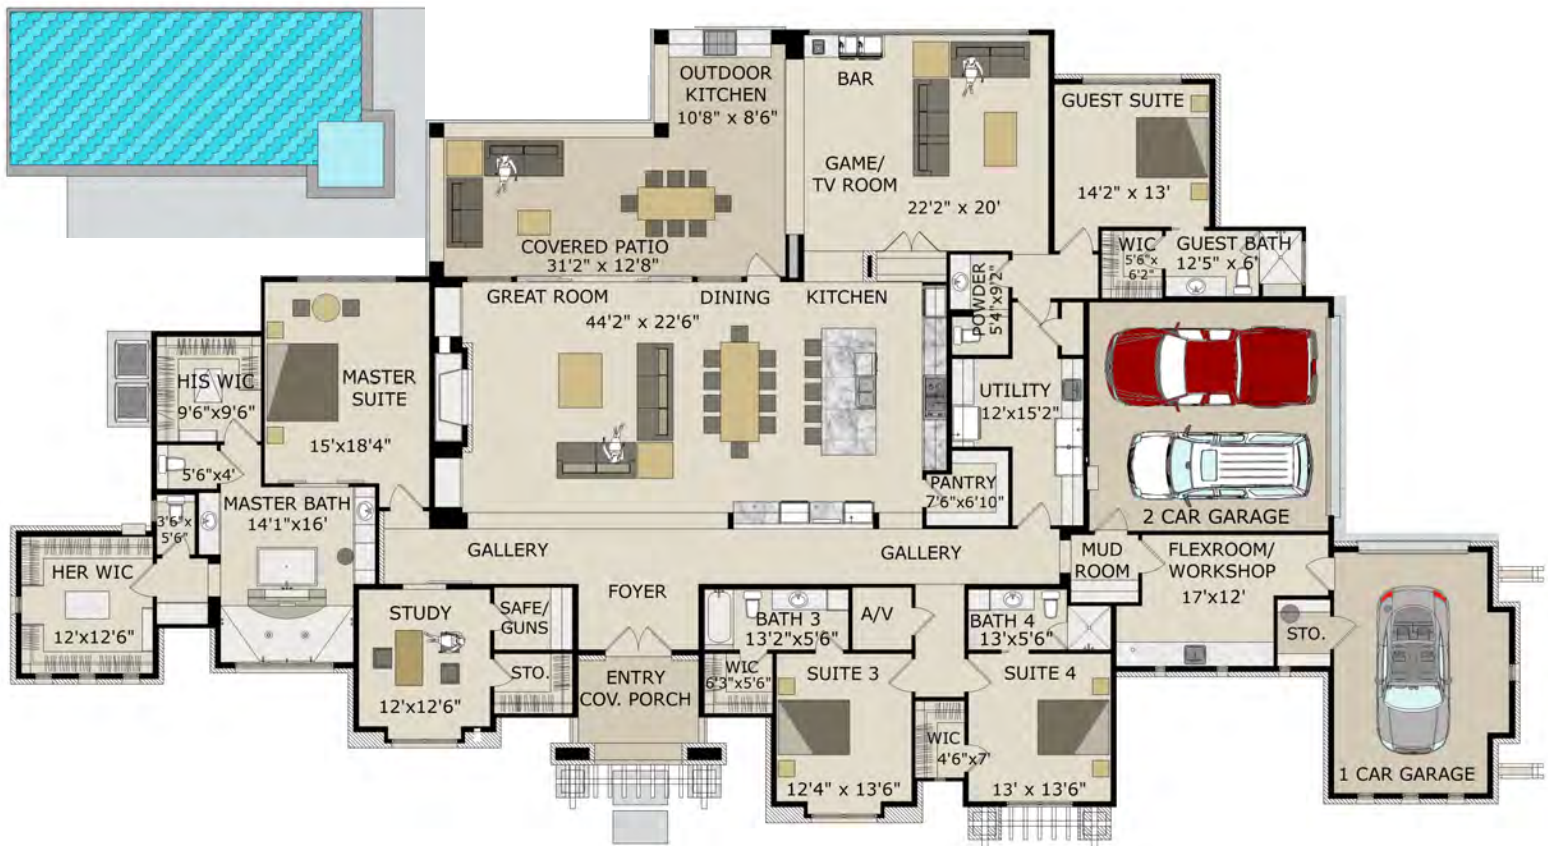 OUTDOOR
KITCHEN
10'8" x 8'6"
BAR
GAME/
TV ROOM
22'2" x 20'
GUEST SUITE
14'2" x 13'
WIC
5'6"x
6'2"
GUEST BATH
12'5" x 6'
COVERED PATIO
31'2" x 12'8"
GREAT ROOM
DINING
KITCHEN
44'2" x 22'6"
POWDER
5'4"x9'2"
HIS WIC
9'6"x9'6"
MASTER
SUITE
15'x18'4"
5'6"x4'
UTILITY
12'x15'2"
PANTRY
7'6"x6'10"
2 CAR GARAGE
MASTER BATH
14'1"x16'
3'6"x
5'6"
HER WIC
12'x12'6"
GALLERY
GALLERY
MUD
ROOM
FLEXROOM/
WORKSHOP
17'x12'
STO.
FOYER
STUDY
12'x12'6"
SAFE/
GUNS
STO.
ENTRY
COV. PORCH
BATH 3
13'2"x5'6"
A/V
WIC
6'3"x5'6"
SUITE 3
12'4" x 13'6"
BATH 4
13'x5'6"
SUITE 4
13' x 13'6"
WIC
4'6"x7'
1 CAR GARAGE